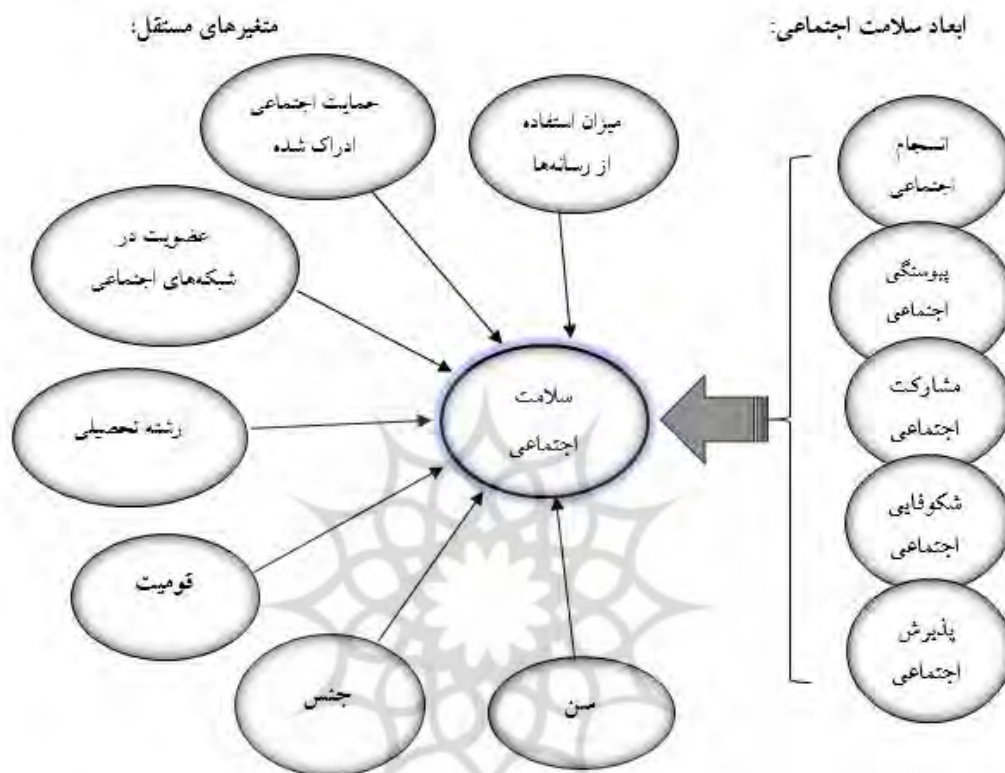 ابعاد سلامت اجتماعی:
متغیرهای مستقل:
انسجام
اجتماعی
پیوستگی
اجتماعی
مشارکت
اجتماعی
شکوفایی
اجتماعی
پذیرش
اجتماعی
سلامت
اجتماعی
میزان استفاده
از رسانه‌ها
حمایت اجتماعی
ادراک شده
عضویت در
شبکه‌های اجتماعی
رشته تحصیلی
قومیت
جنس
سن